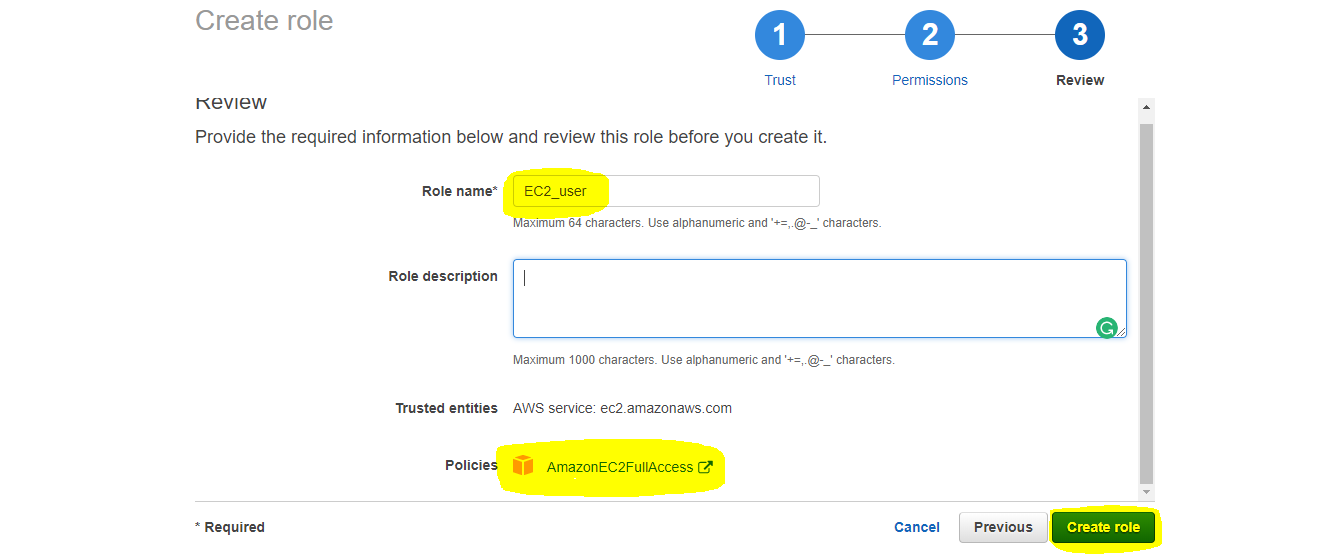 Create role
1 2 3
Trust Permissions Review
Review
Provide the required information below and review this role before you create it.
Role name* EC2_user
Maximum 64 characters. Use alphanumeric and '+=,.@-_' characters.
Role description
Maximum 1000 characters. Use alphanumeric and '+=,.@-_' characters.
Trusted entities AWS service: ec2.amazonaws.com
Policies AmazonEC2FullAccess
* Required Cancel Previous Create role